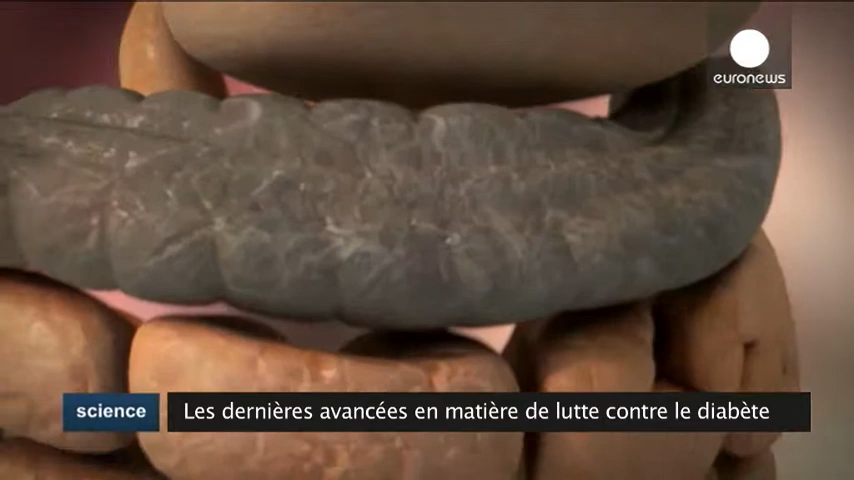 euronews
science
Les dernières avancées en matière de lutte contre le diabète